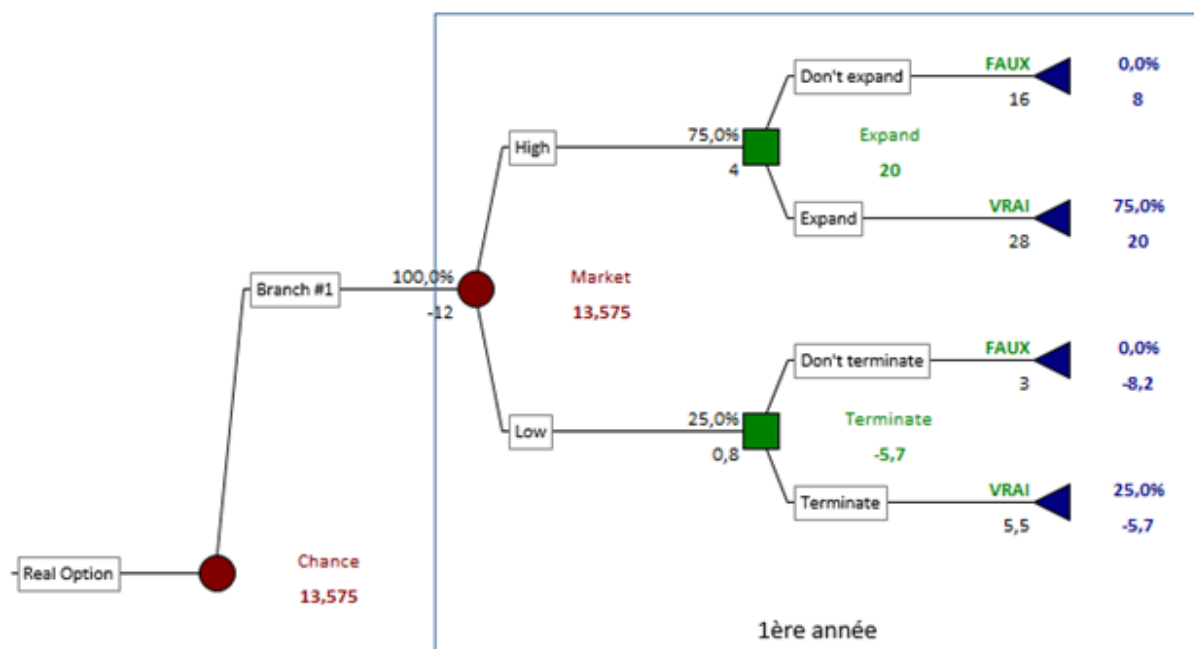 Don't expand
FAUX
0,0%
16
8
High
75,0%
4
Expand
20
Expand
VRAI
75,0%
28
20
Branch #1
100,0%
-12
Market
13,575
Don't terminate
FAUX
0,0%
3
-8,2
Low
25,0%
0,8
Terminate
-5,7
Terminate
VRAI
25,0%
5,5
-5,7
Real Option
Chance
13,575
1ère année